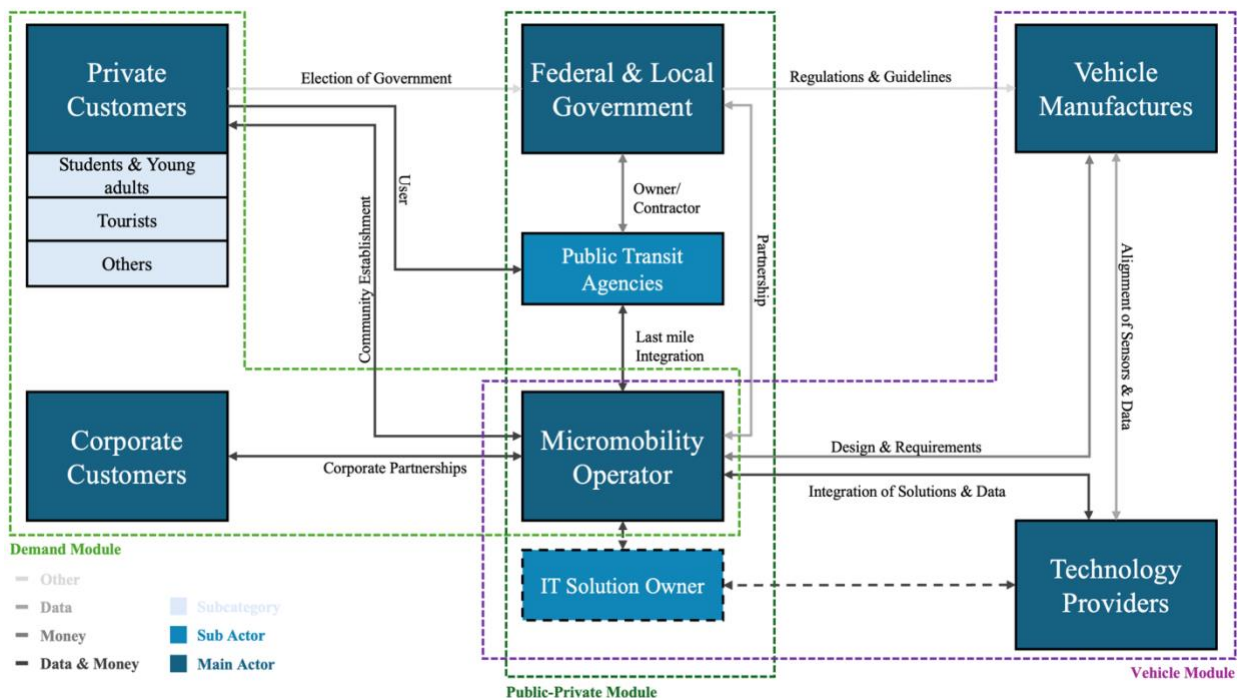 Private
Customers
Students & Young
adults
Tourists
Others
Election of Government
Federal & Local
Government
Regulations & Guidelines
Vehicle
Manufactures
User
Community Establishment
Owner/
Contractor
Public Transit
Agencies
Partnership
Alignment of Sensors & Data
Last mile
Integration
Corporate
Customers
Corporate Partnerships
Micromobility
Operator
Design & Requirements
Integration of Solutions & Data
IT Solution Owner
Technology
Providers
Demand Module
Other
Data
Money
Data & Money
Subcategory
Sub Actor
Main Actor
Public-Private Module
Vehicle Module